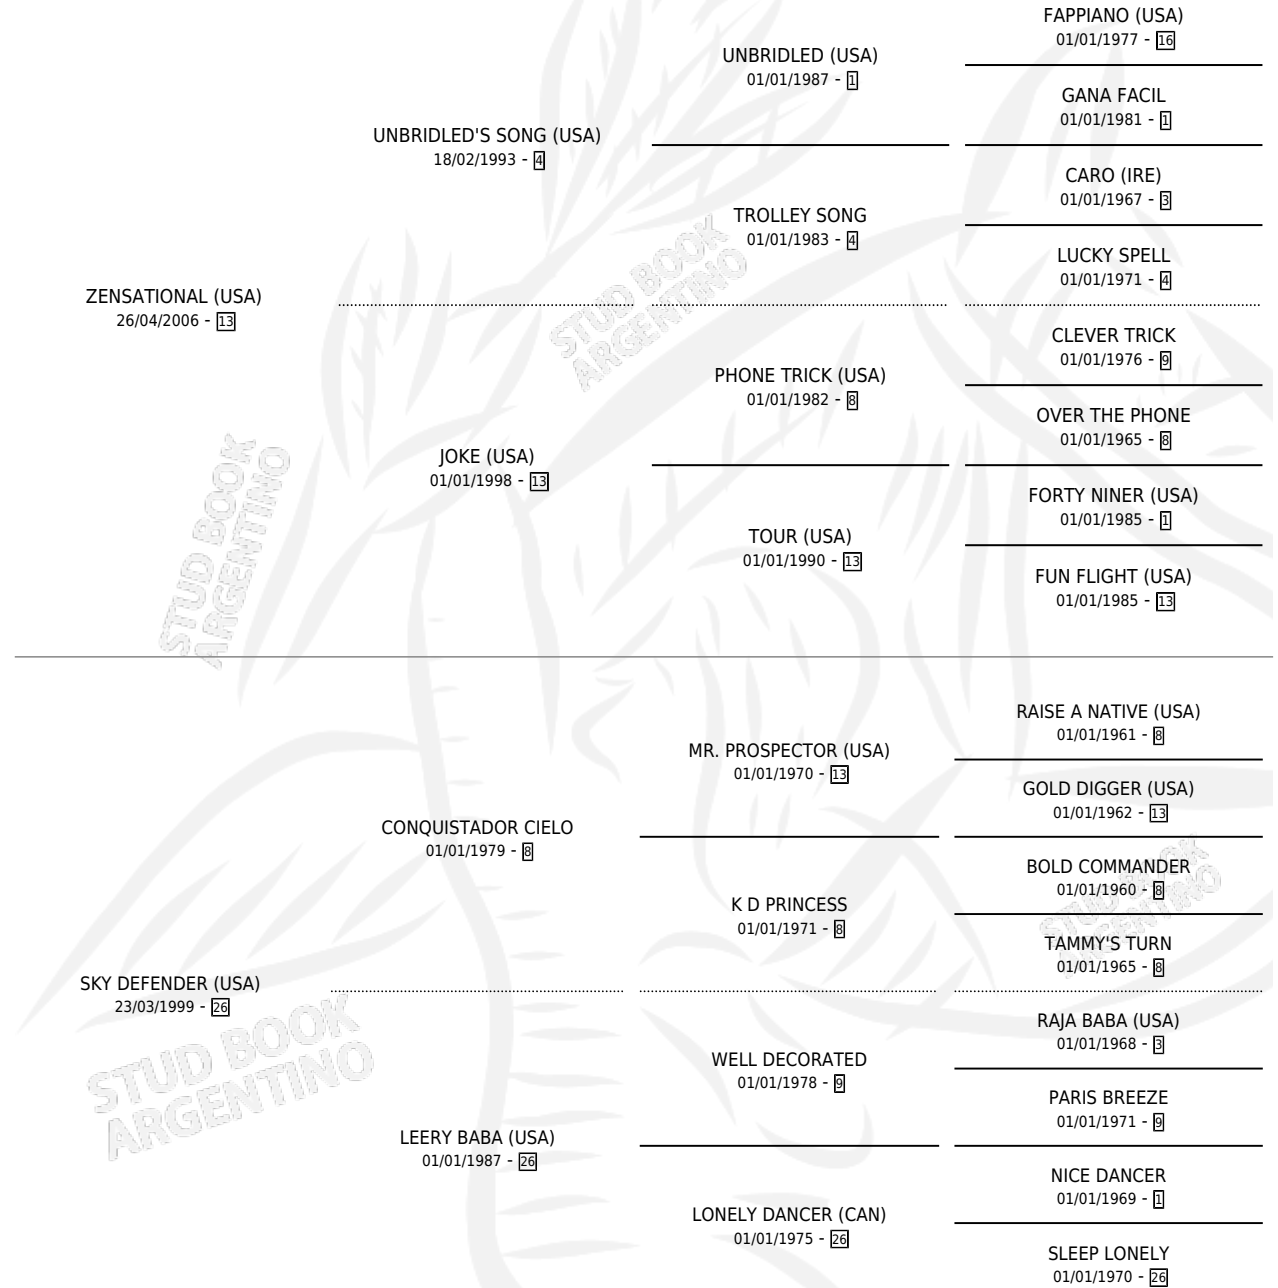 FAPPIANO (USA)
01/01/1977 - 16
UNBRIDLED (USA)
01/01/1987 - 1
GANA FACIL
01/01/1981 - 1
UNBRIDLED'S SONG (USA)
18/02/1993 - 4
CARO (IRE)
01/01/1967 - 3
TROLLEY SONG
01/01/1983 - 4
LUCKY SPELL
01/01/1971 - 4
ZENSATIONAL (USA)
26/04/2006 - 13
STUD BOOK
ARGENTINO
CLEVER TRICK
01/01/1976 - 9
PHONE TRICK (USA)
01/01/1982 - 8
OVER THE PHONE
01/01/1965 - 8
JOKE (USA)
01/01/1998 - 13
FORTY NINER (USA)
01/01/1985 - 1
TOUR (USA)
01/01/1990 - 13
FUN FLIGHT (USA)
01/01/1985 - 13
STUD BOOK
ARGENTINO
RAISE A NATIVE (USA)
01/01/1961 - 8
MR. PROSPECTOR (USA)
01/01/1970 - 13
GOLD DIGGER (USA)
01/01/1962 - 13
CONQUISTADOR CIELO
01/01/1979 - 8
BOLD COMMANDER
01/01/1960 - 8
K D PRINCESS
01/01/1971 - 8
STUD BOOK
ARGENTINO
TAMMY'S TURN
01/01/1965 - 8
SKY DEFENDER (USA)
23/03/1999 - 26
RAJA BABA (USA)
01/01/1968 - 3
WELL DECORATED
01/01/1978 - 9
PARIS BREEZE
01/01/1971 - 9
STUD BOOK
ARGENTINO
LEERY BABA (USA)
01/01/1987 - 26
NICE DANCER
01/01/1969 - 1
LONELY DANCER (CAN)
01/01/1975 - 26
SLEEP LONELY
01/01/1970 - 26